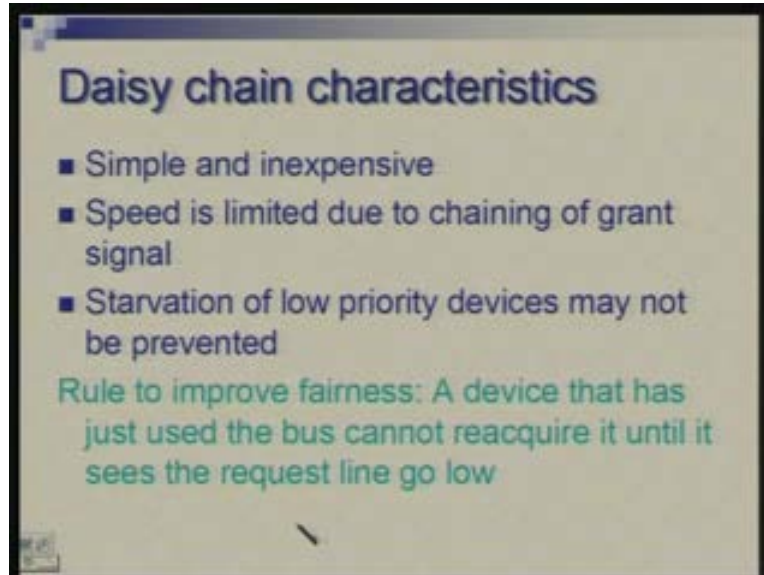 Daisy chain characteristics
Simple and inexpensive
Speed is limited due to chaining of grant
signal
Starvation of low priority devices may not
be prevented
Rule to improve fairness: A device that has
just used the bus cannot reacquire it until it
sees the request line go low